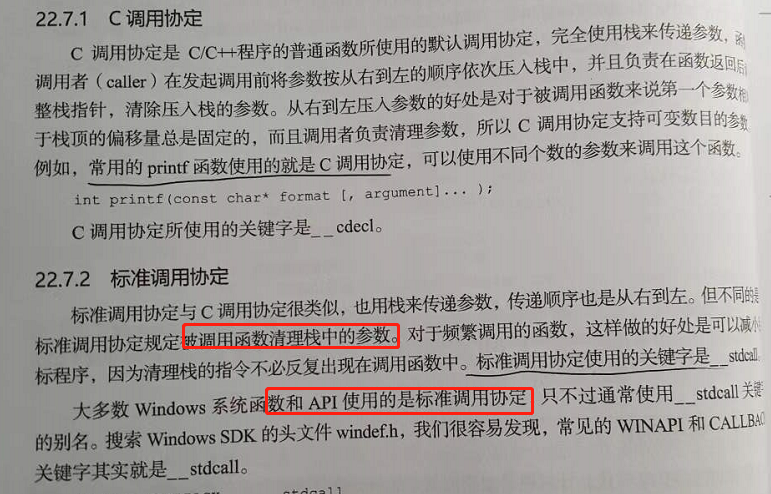 22.7.1 C 调用协定
C 调用协定是 C/C++程序的普通函数所使用的默认调用协定，完全使用栈来传递参数，函
调用者（caller）在发起调用前将参数按从右到左的顺序依次压入栈中，并且负责在函数返回后
整栈指针，清除压入栈的参数。从右到左压入参数的好处是对于被调用函数来说第一个参数相
于栈顶的偏移量总是固定的，而且调用者负责清理参数，所以 C 调用协定支持可变数目的参数
例如，常用的 printf 函数使用的就是 C 调用协定，可以使用不同个数的参数来调用这个函数。
int printf(const char* format [, argument]... );
C 调用协定所使用的关键字是__cdecl。
22.7.2 标准调用协定
标准调用协定与 C 调用协定很类似，也用栈来传递参数，传递顺序也是从右到左。但不同的是
标准调用协定规定被调用函数清理栈中的参数。对于频繁调用的函数，这样做的好处是可以减小
标程序，因为清理栈的指令不必反复出现在调用函数中。标准调用协定使用的关键字是__stdcall
大多数 Windows 系统函数和 API 使用的是标准调用协定 只不过通常使用__stdcall 关键
的别名。搜索 Windows SDK 的头文件 windef.h，我们很容易发现，常见的 WINAPI 和 CALLBAC
关键字其实就是__stdcall。
stdcall